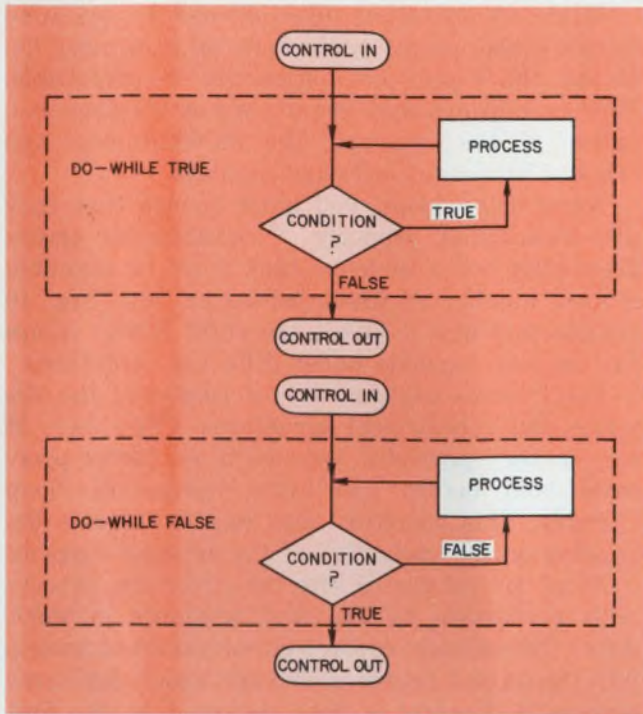 CONTROL IN
PROCESS
DO—WHILE TRUE
TRUE
CONDITION
?
FALSE
CONTROL OUT
CONTROL IN
PROCESS
DO—WHILE FALSE
FALSE
CONDITION
?
TRUE
CONTROL OUT